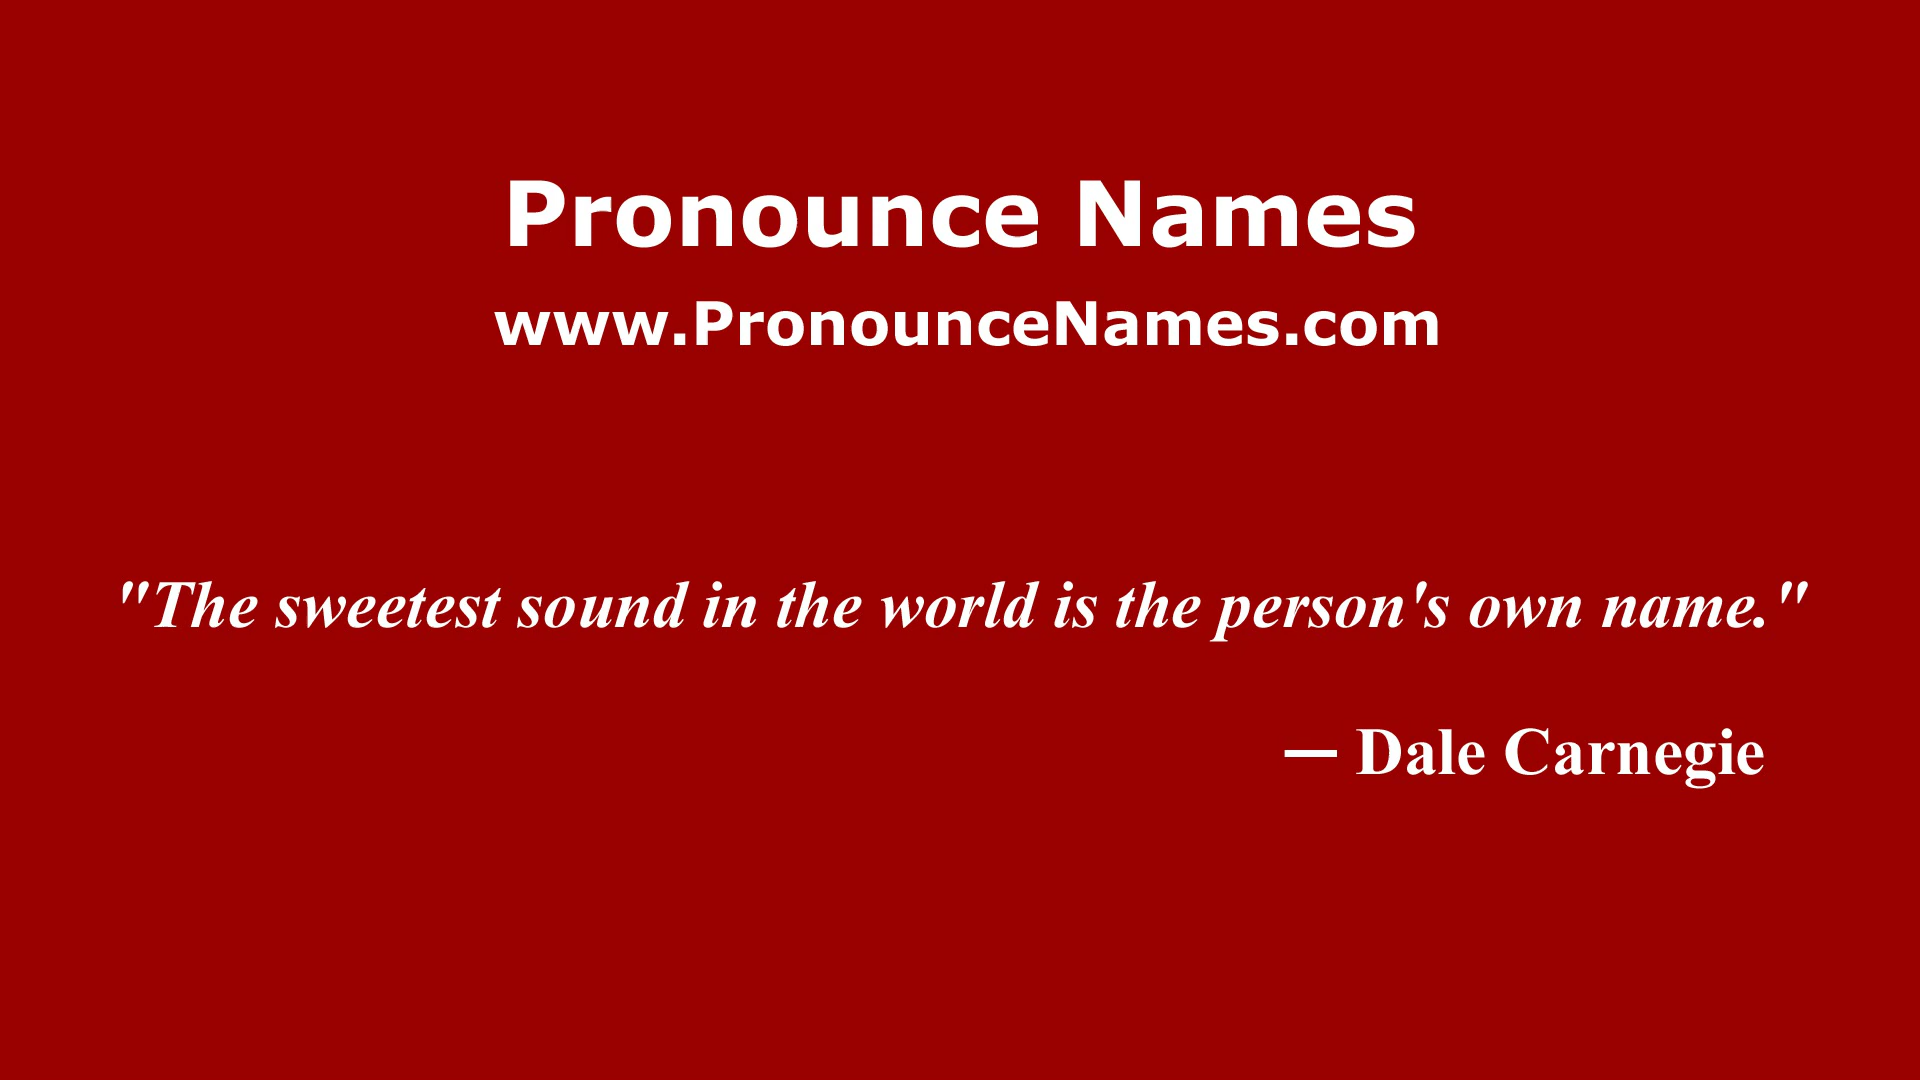 Pronounce Names
www.PronounceNames.com
"The sweetest sound in the world is the person's own name."
— Dale Carnegie